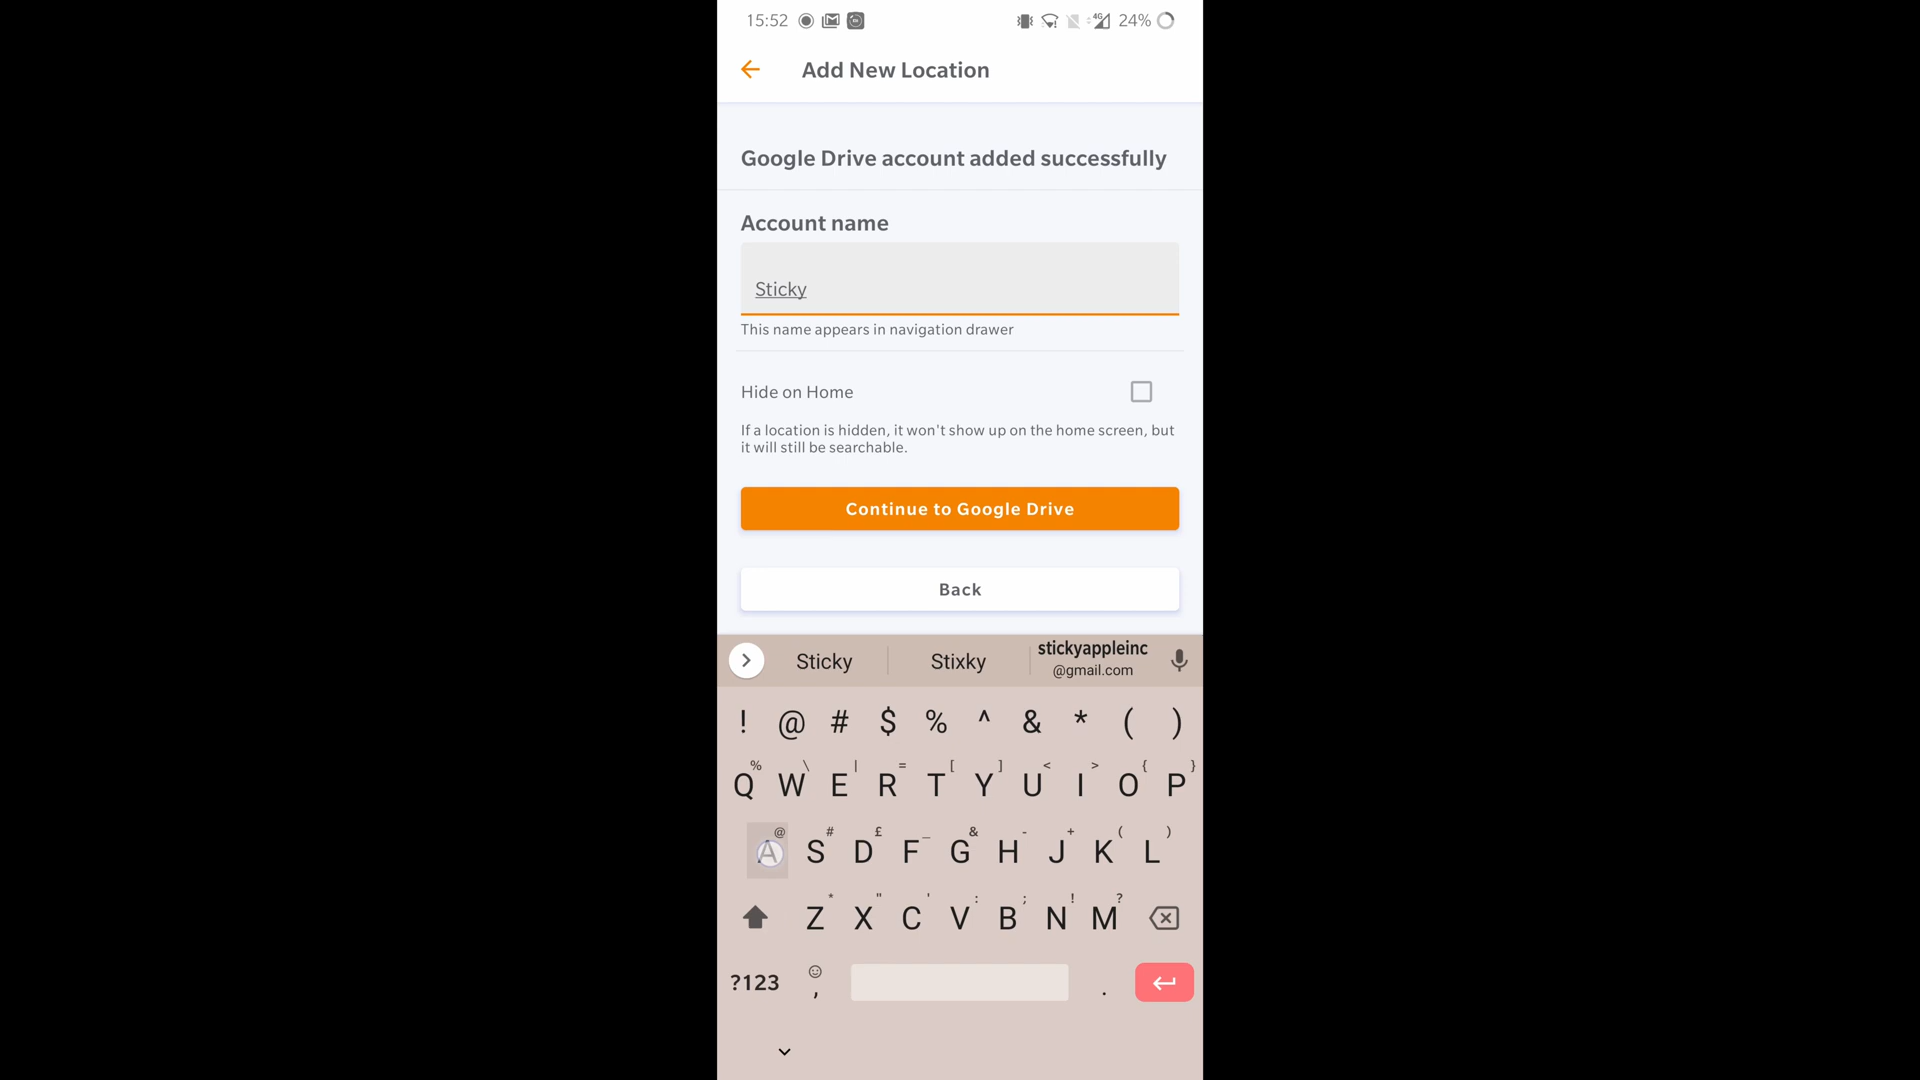 15:52 4G 24%
Add New Location
Google Drive account added successfully
Account name
Sticky
This name appears in navigation drawer
Hide on Home
If a location is hidden, it won't show up on the home screen, but
it will still be searchable.
Continue to Google Drive
Back
Sticky Stixky stickyappleinc
@gmail.com
! @ # $ % ^ & * ( )
% \ | = [ ] < > { }
Q W E R T Y U I O P
@ # £ _ & - + ( )
A S D F G H J K L
* " ' : ; ! ?
Z X C V B N M
?123 , .